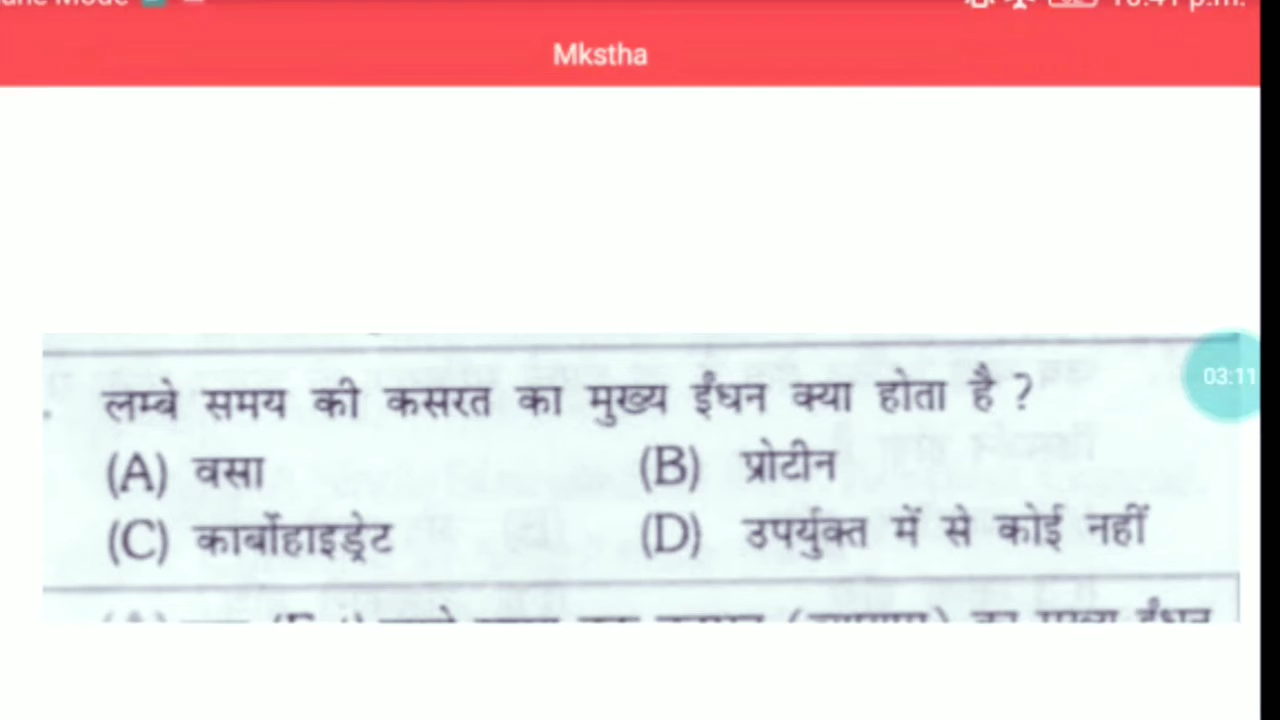 Mkstha
03:11
लम्बे समय की कसरत का मुख्य ईंधन क्या होता है ?
(A) वसा (B) प्रोटीन
(C) कार्बोहाइड्रेट (D) उपर्युक्त में से कोई नहीं